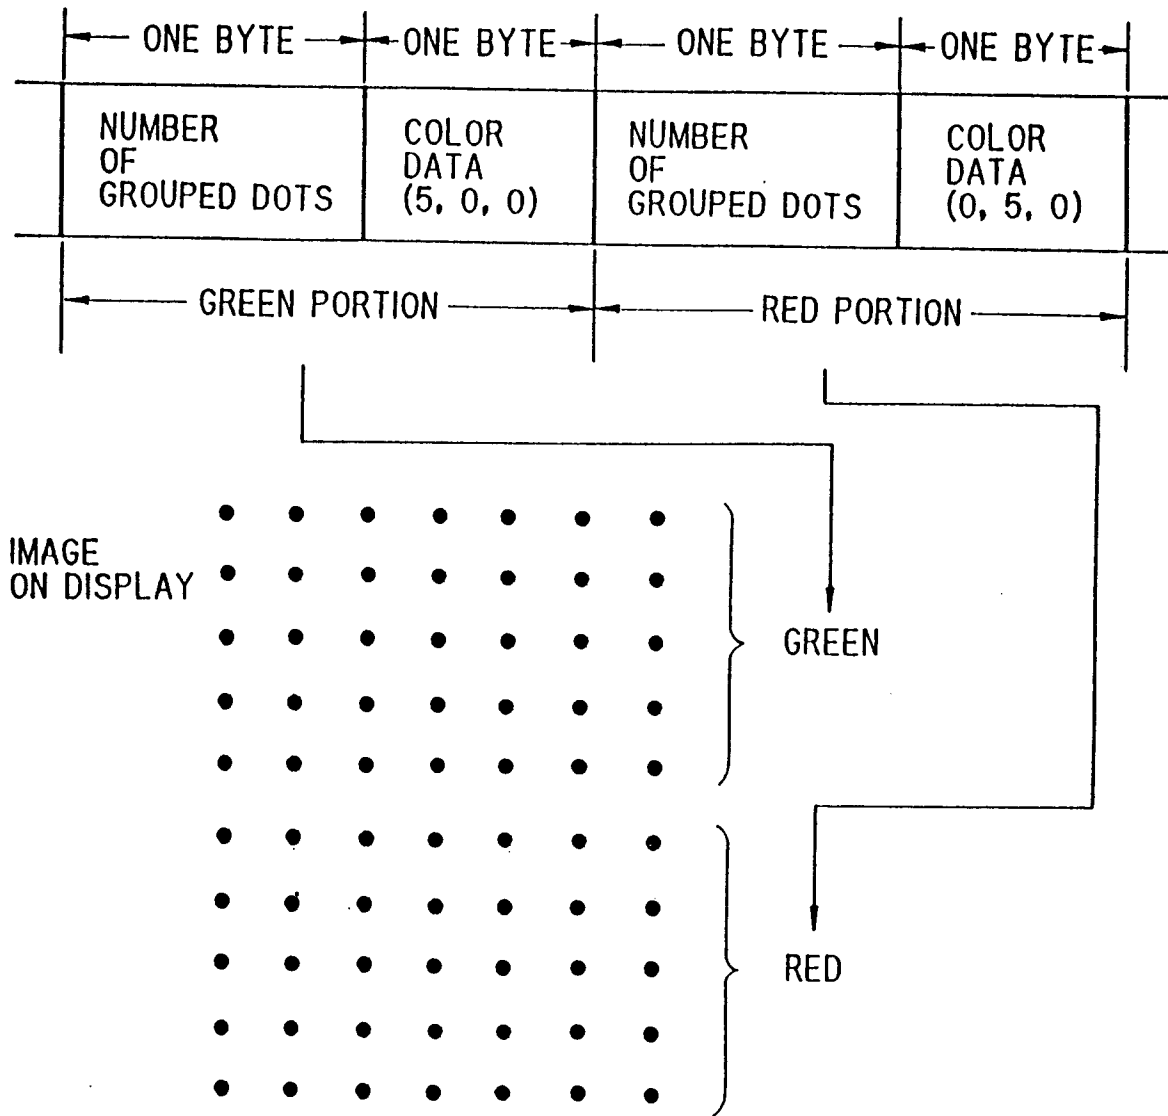 ONE BYTE ONE BYTE ONE BYTE ONE BYTE
NUMBER
OF
GROUPED DOTS
COLOR
DATA
(5, 0, 0)
NUMBER
OF
GROUPED DOTS
COLOR
DATA
(0, 5, 0)
GREEN PORTION RED PORTION
IMAGE
ON DISPLAY
GREEN
RED